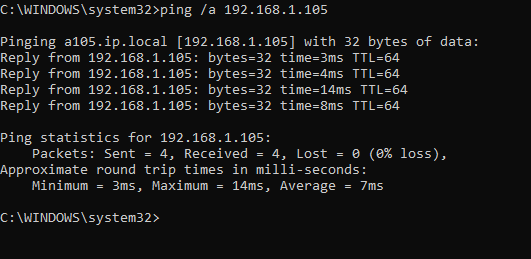 C:\WINDOWS\system32>ping /a 192.168.1.105
Pinging a105.ip.local [192.168.1.105] with 32 bytes of data:
Reply from 192.168.1.105: bytes=32 time=3ms TTL=64
Reply from 192.168.1.105: bytes=32 time=4ms TTL=64
Reply from 192.168.1.105: bytes=32 time=14ms TTL=64
Reply from 192.168.1.105: bytes=32 time=8ms TTL=64
Ping statistics for 192.168.1.105:
    Packets: Sent = 4, Received = 4, Lost = 0 (0% loss),
Approximate round trip times in milli-seconds:
    Minimum = 3ms, Maximum = 14ms, Average = 7ms
C:\WINDOWS\system32>